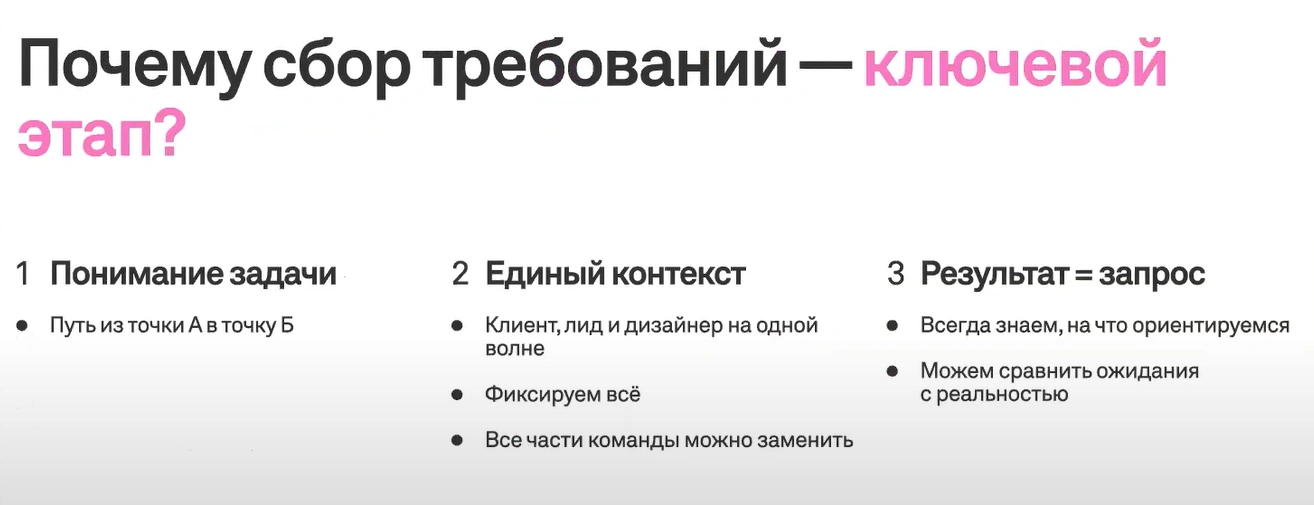 Почему сбор требований — ключевой
этап?
1 Понимание задачи
● Путь из точки А в точку Б
2 Единый контекст
● Клиент, лид и дизайнер на одной
волне
● Фиксируем всё
● Все части команды можно заменить
3 Результат = запрос
● Всегда знаем, на что ориентируемся
● Можем сравнить ожидания
с реальностью